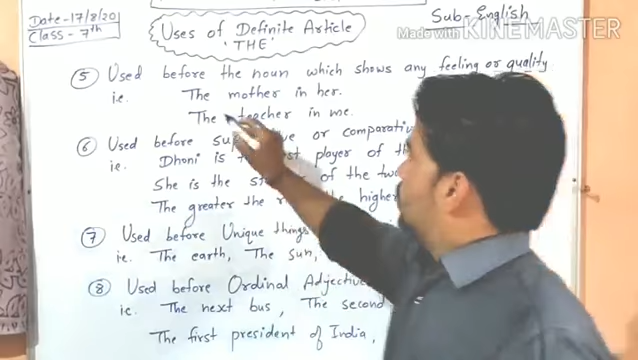 Date-17/8/20
Class - 7th
Sub-English
Made with KINEMASTER
Uses of Definite Article
'THE'
⑤ Used before the noun which shows any feeling or quality
i.e. The mother in her.
The teacher in me.
⑥ Used before or
ie. Dhoni is player of
She is the of the two
The greater the the higher
⑦ Used before Unique things
ie. The earth, The sun,
⑧ Used before Ordinal
ie. The next bus, The second
The first president of India,